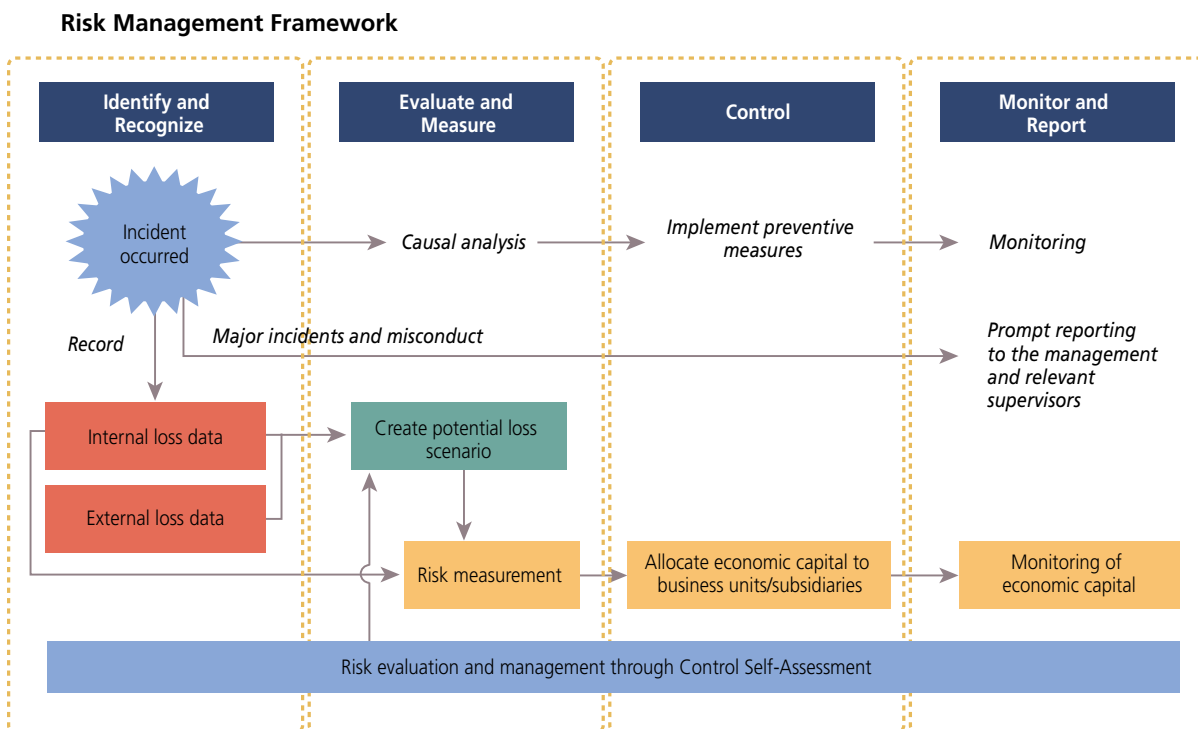 Risk Management Framework
Identify and
Recognize
Evaluate and
Measure
Control
Monitor and
Report
Incident
occurred
Causal analysis
Implement preventive
measures
Monitoring
Record
Major incidents and misconduct
Prompt reporting
to the management
and relevant
supervisors
Internal loss data
Create potential loss
scenario
External loss data
Risk measurement
Allocate economic capital to
business units/subsidiaries
Monitoring of
economic capital
Risk evaluation and management through Control Self-Assessment